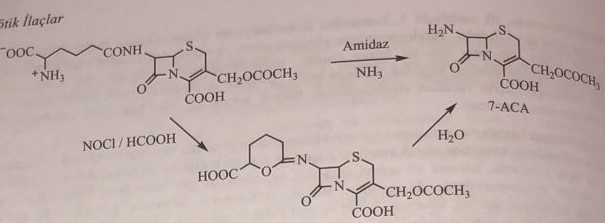 ötik İlaçlar
⁻OOC
⁺NH₃
CONH
S
N
O
CH₂OCOCH₃
COOH
Amidaz
NH₃
H₂N
S
N
O
CH₂OCOCH₃
COOH
7-ACA
NOCl / HCOOH
HOOC
O
N
S
O
N
CH₂OCOCH₃
COOH
H₂O